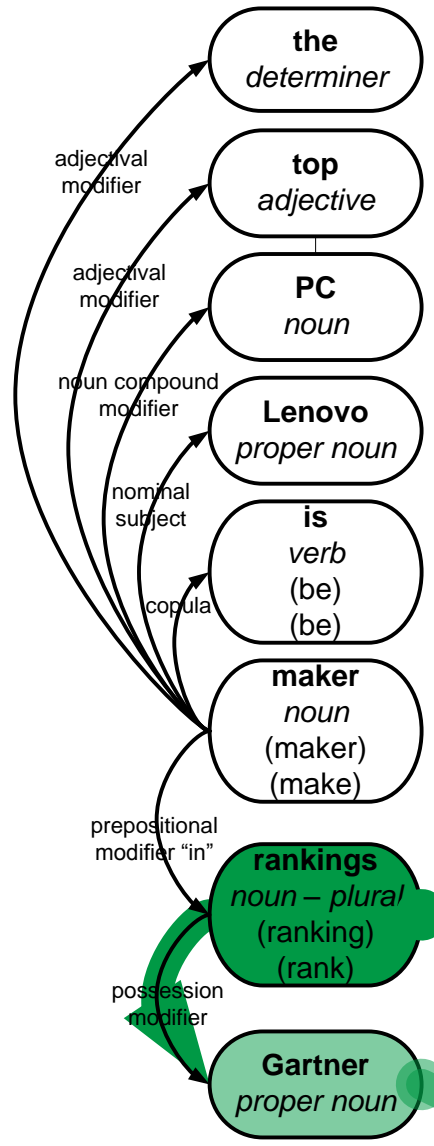 the
determiner
adjectival
modifier
top
adjective
adjectival
modifier
PC
noun
noun compound
modifier
Lenovo
proper noun
nominal
subject
is
verb
(be)
(be)
copula
maker
noun
(maker)
(make)
prepositional
modifier “in”
rankings
noun – plural
(ranking)
(rank)
possession
modifier
Gartner
proper noun